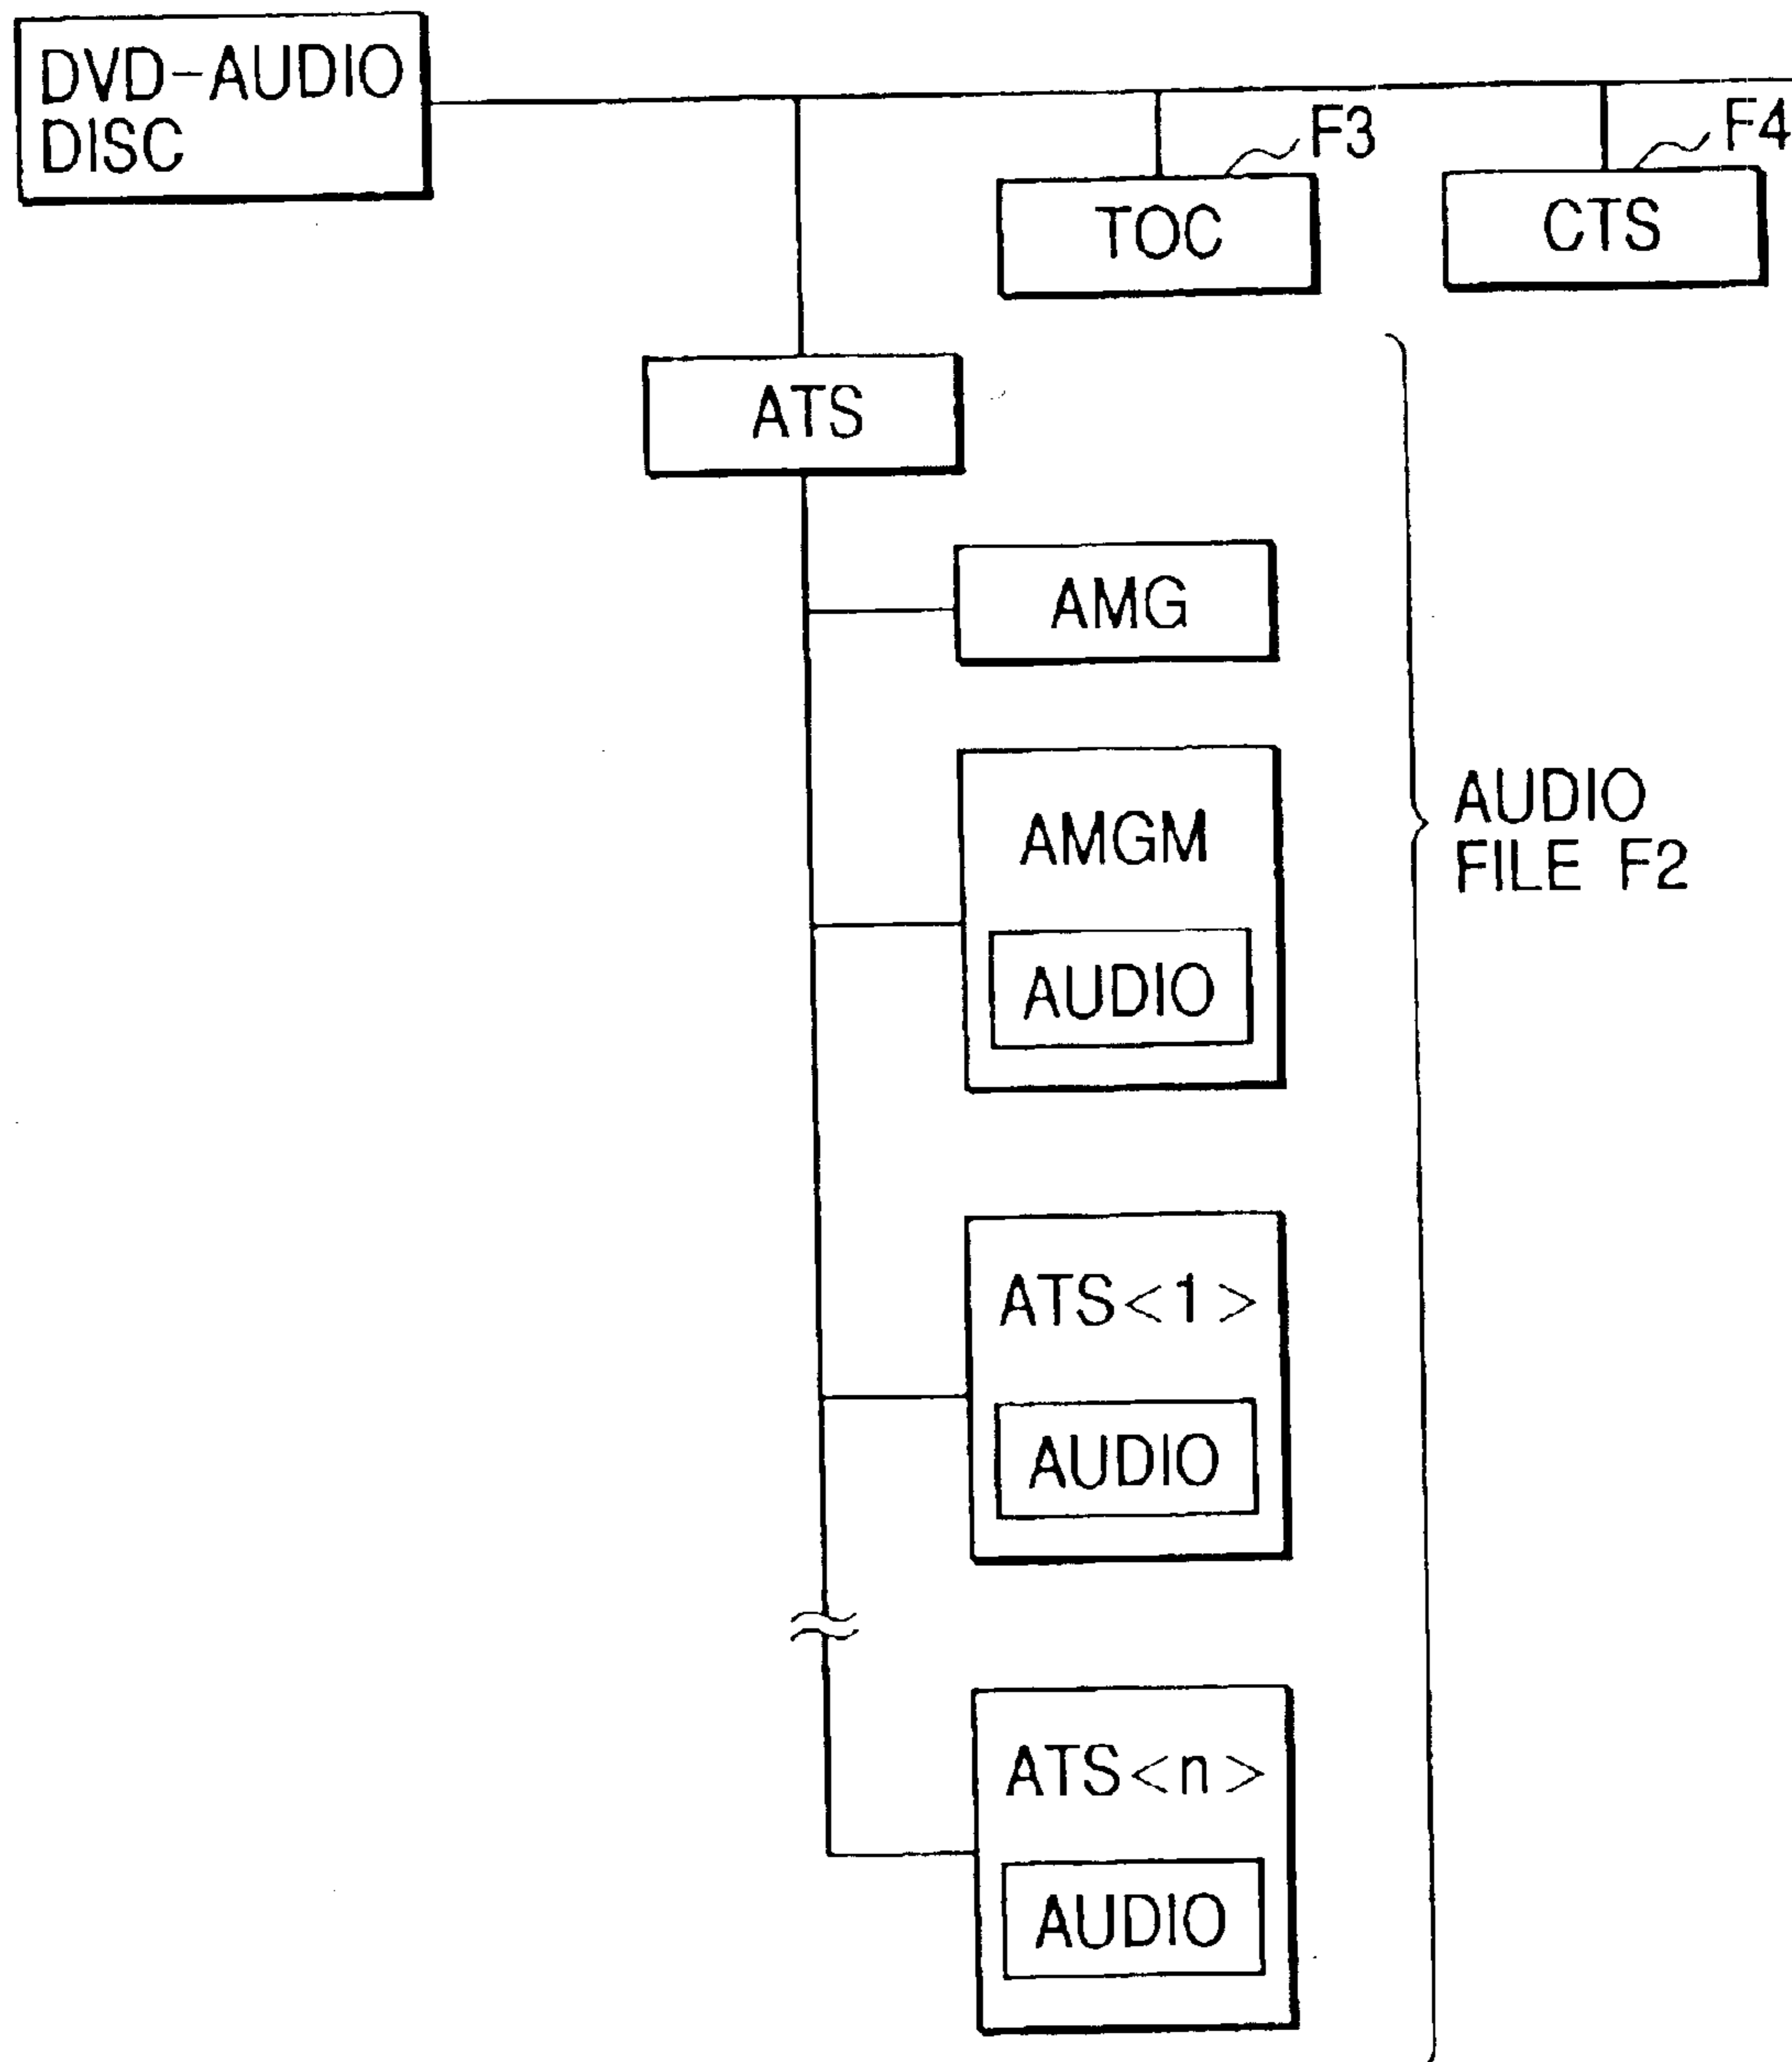 DVD-AUDIO
DISC
F3
F4
TOC
CTS
ATS
AMG
AMGM
AUDIO
AUDIO
FILE F2
ATS<1>
AUDIO
ATS<n>
AUDIO